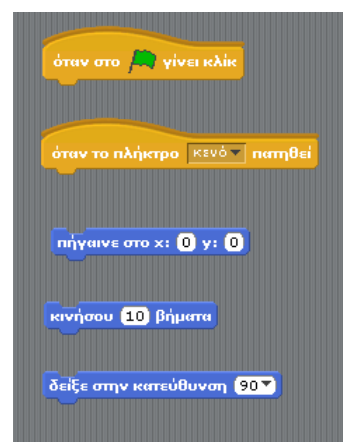 όταν στο γίνει κλίκ
όταν το πλήκτρο κενό πατηθεί
πήγαινε στο x: 0 y: 0
κινήσου 10 βήματα
δείξε στην κατεύθυνση 90